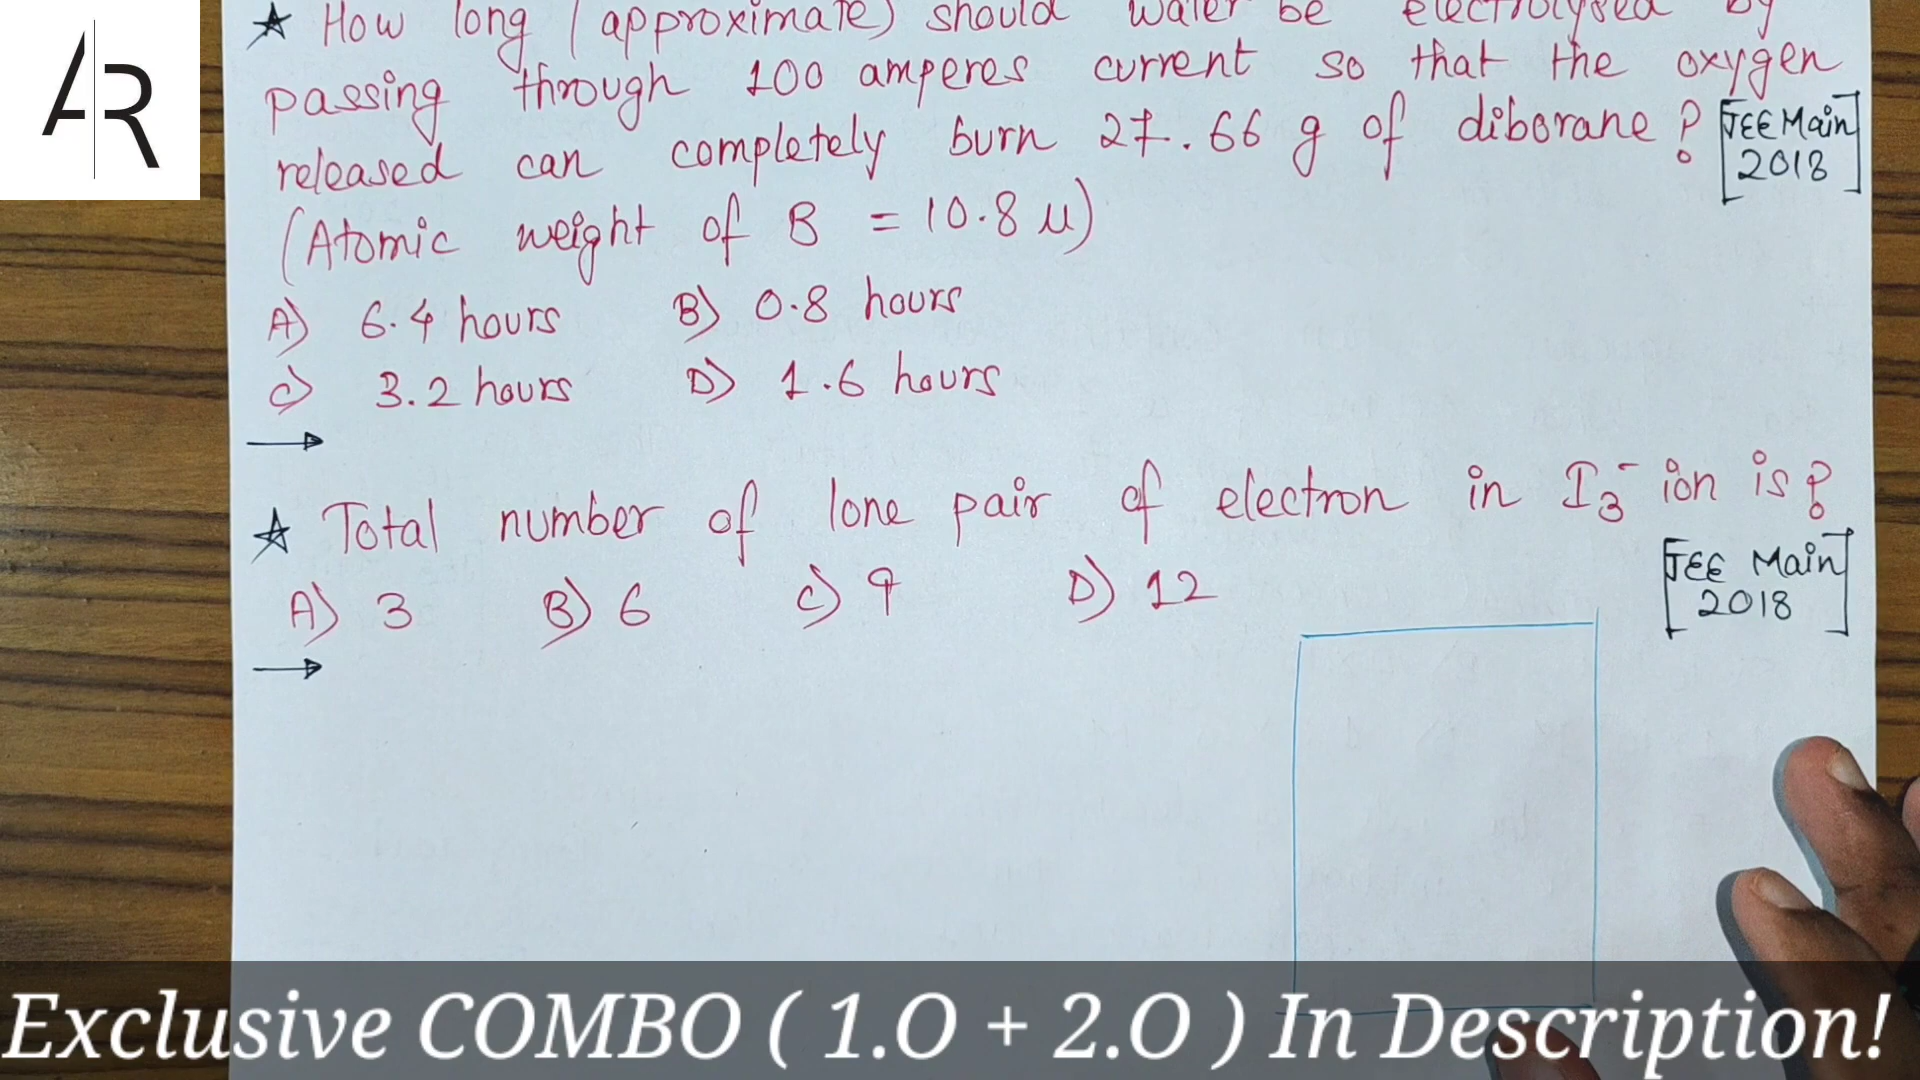 AR
★ How long (approximate) should water be electrolysed by
passing through 100 amperes current so that the oxygen
released can completely burn 27.66 g of diborane? [JEE Main
2018]
(Atomic weight of B = 10.8 u)
A) 6.4 hours B) 0.8 hours
C) 3.2 hours D) 1.6 hours
→
★ Total number of lone pair of electron in I₃⁻ ion is?
[JEE Main
2018]
A) 3 B) 6 C) 9 D) 12
→
Exclusive COMBO ( 1.O + 2.O ) In Description!